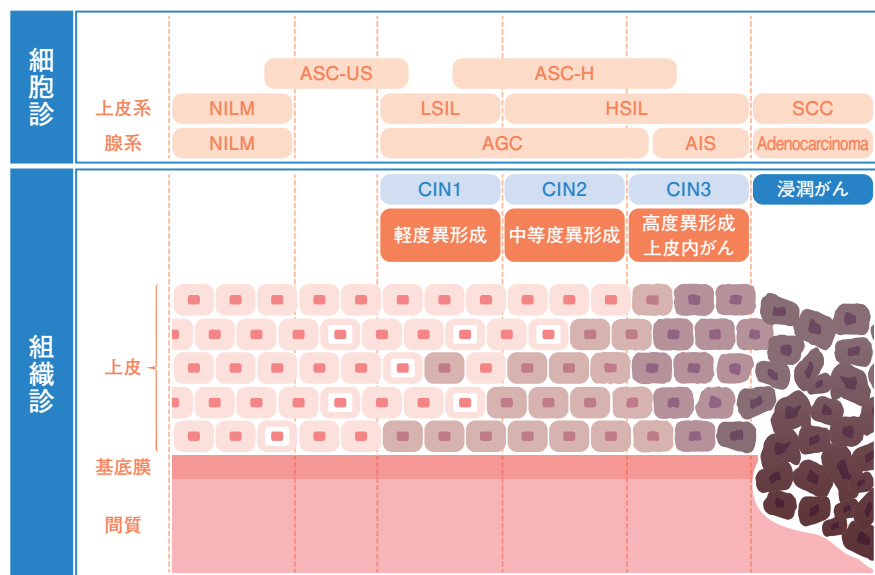 細胞診
ASC-US
ASC-H
上皮系
NILM
LSIL
HSIL
SCC
腺系
NILM
AGC
AIS
Adenocarcinoma
組織診
CIN1
CIN2
CIN3
浸潤がん
軽度異形成
中等度異形成
高度異形成
上皮内がん
上皮
基底膜
間質